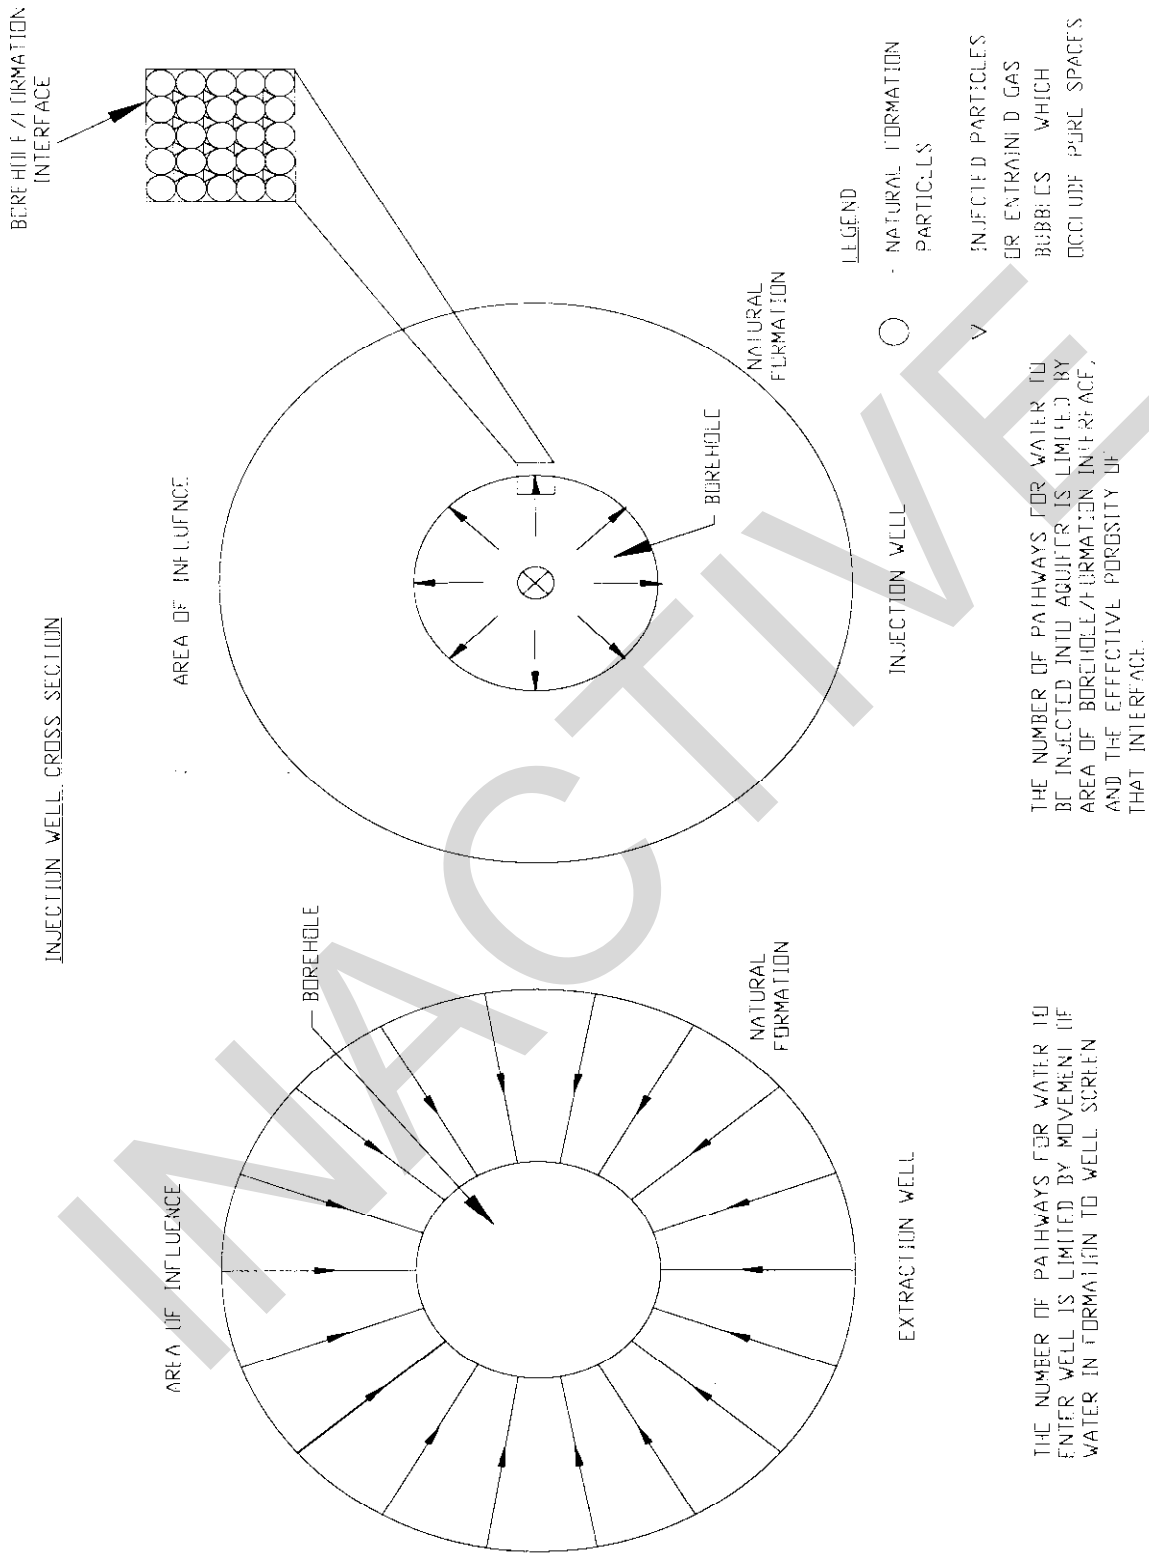 INJECTION WELL CROSS SECTION
AREA OF INFLUENCE
BOREHOLE
NATURAL
FORMATION
EXTRACTION WELL
THE NUMBER OF PATHWAYS FOR WATER TO
ENTER WELL IS LIMITED BY MOVEMENT OF
WATER IN FORMATION TO WELL SCREEN
AREA OF INFLUENCE
BOREHOLE
NATURAL
FORMATION
INJECTION WELL
THE NUMBER OF PATHWAYS FOR WATER TO
BE INJECTED INTO AQUIFER IS LIMITED BY
AREA OF BOREHOLE/FORMATION INTERFACE,
AND THE EFFECTIVE POROSITY OF
THAT INTERFACE.
BOREHOLE/FORMATION
INTERFACE
LEGEND
- NATURAL FORMATION
PARTICLES
V INJECTED PARTICLES
OR ENTRAINED GAS
BUBBLES WHICH
OCCLUDE PORE SPACES
INACTIVE